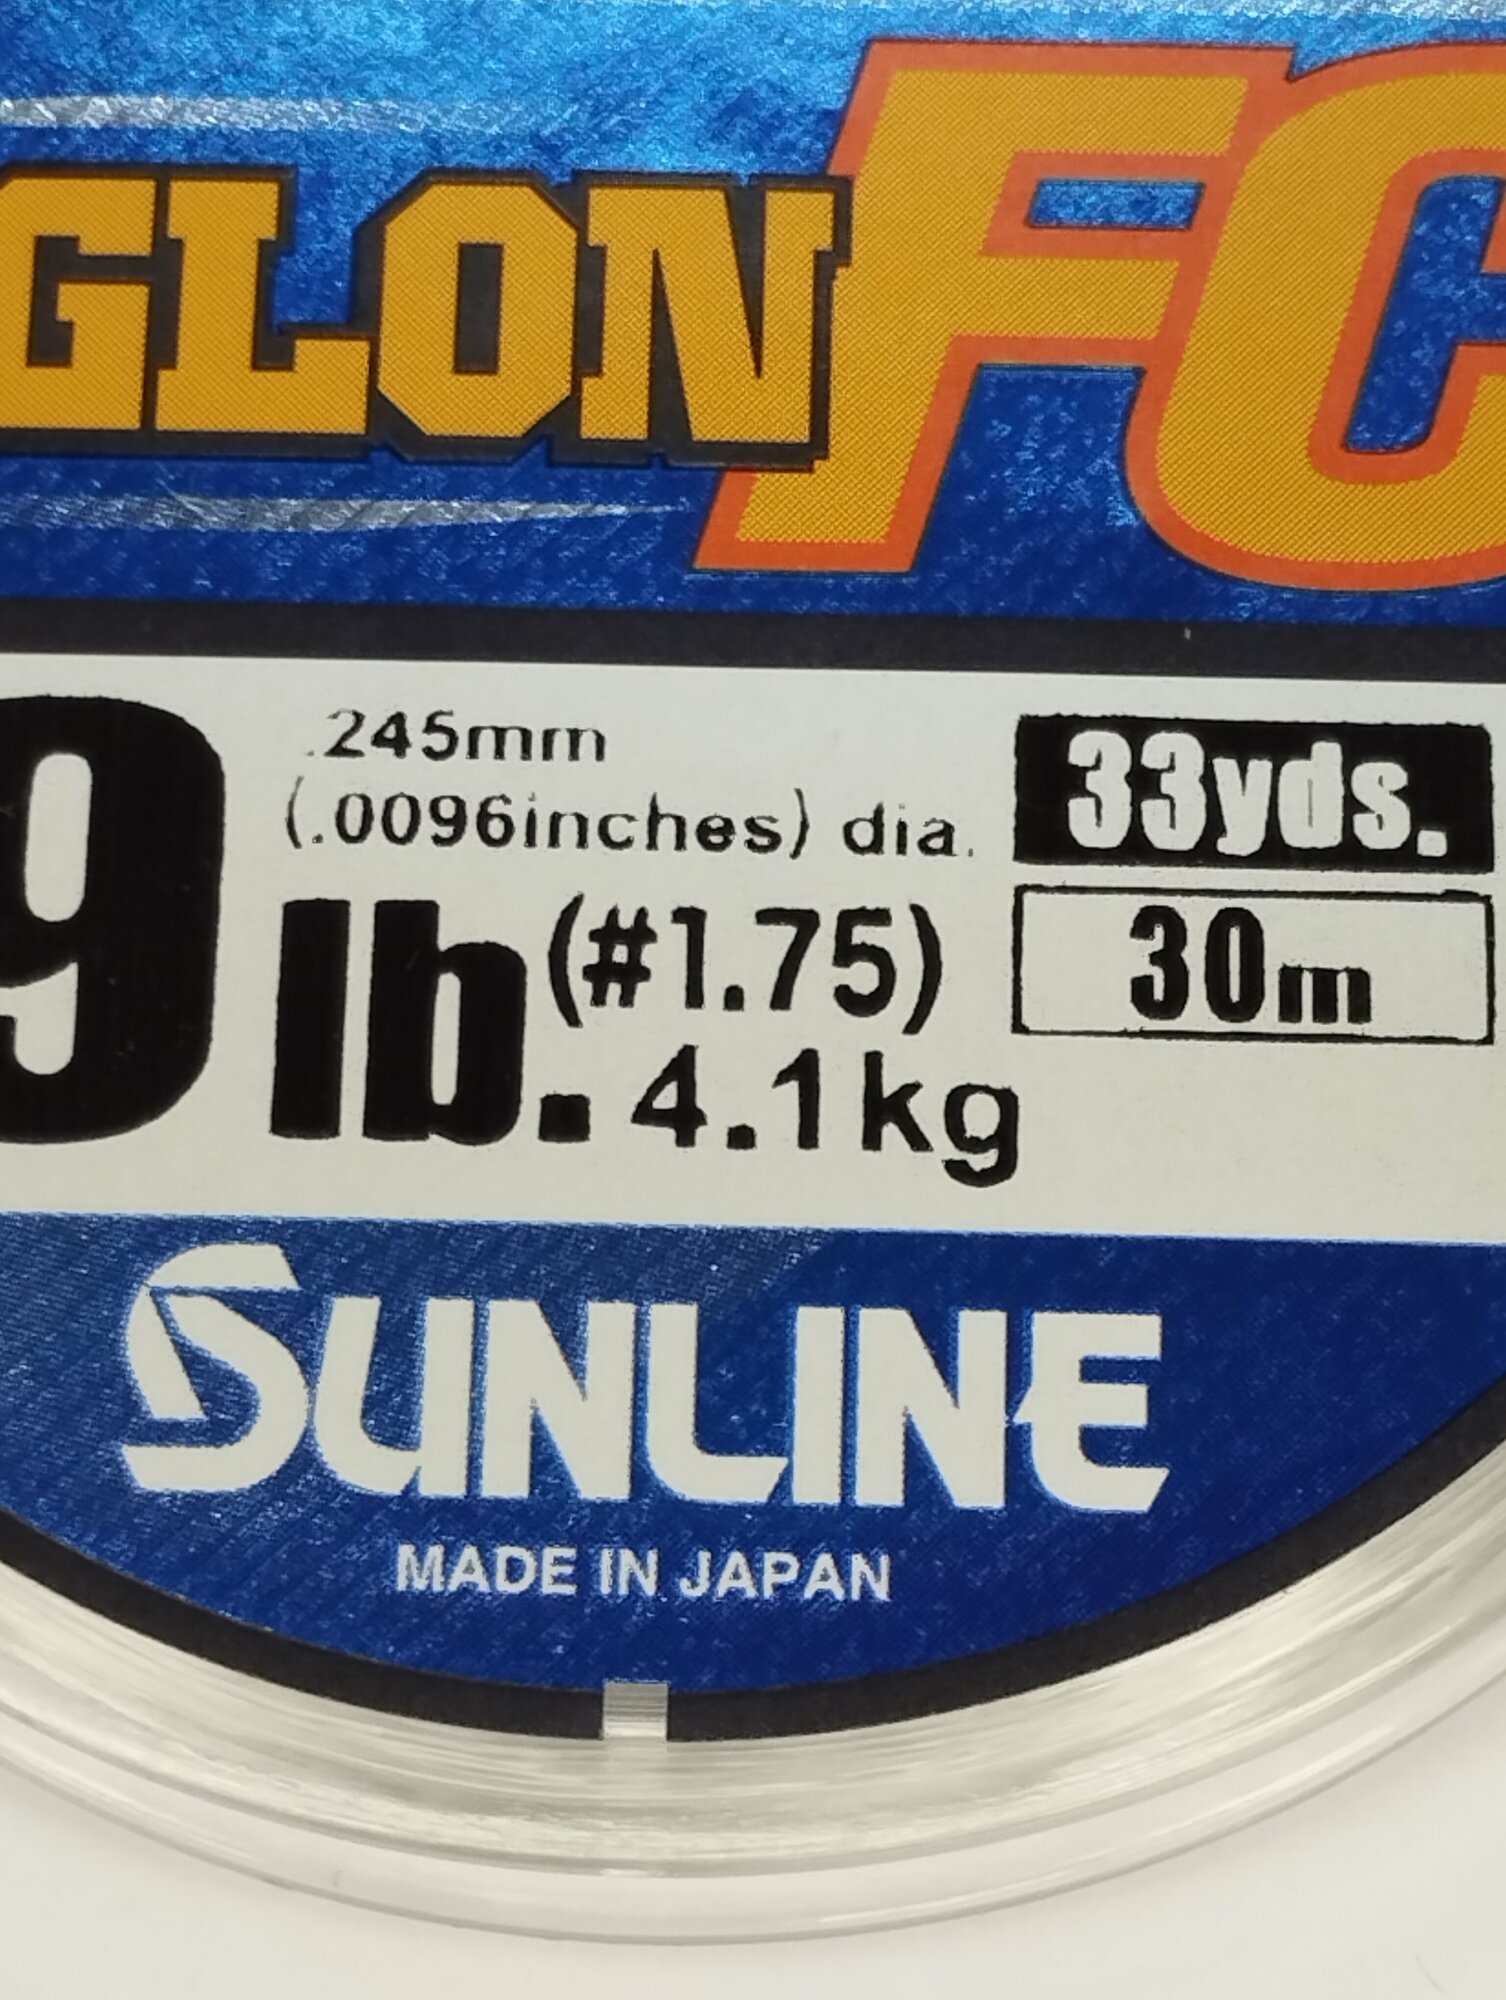 GLON FC
.245mm
(.0096inches) dia.
33yds.
9 lb. (#1.75)
4.1kg
30m
SUNLINE
MADE IN JAPAN